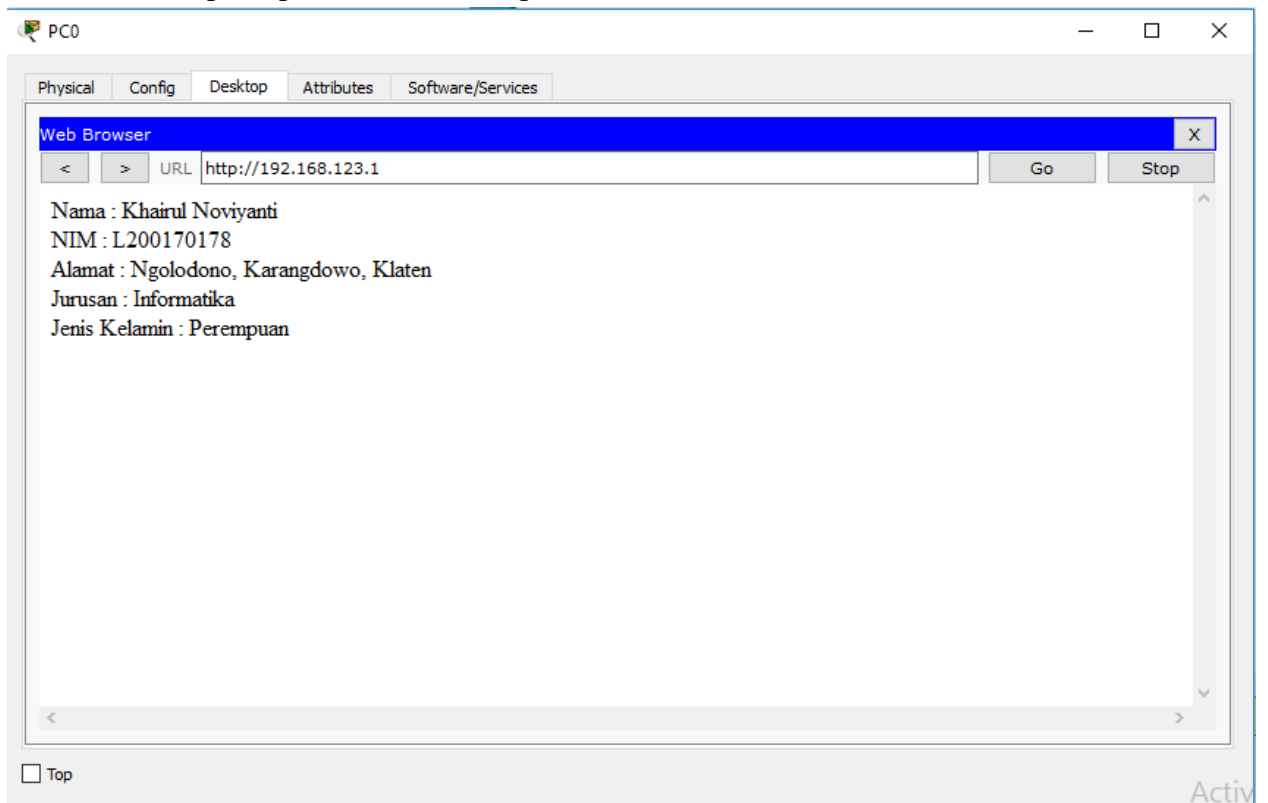 PC0
Physical Config Desktop Attributes Software/Services
Web Browser X
< > URL http://192.168.123.1 Go Stop
Nama : Khairul Noviyanti
NIM : L200170178
Alamat : Ngolodono, Karangdowo, Klaten
Jurusan : Informatika
Jenis Kelamin : Perempuan
Top
Activ